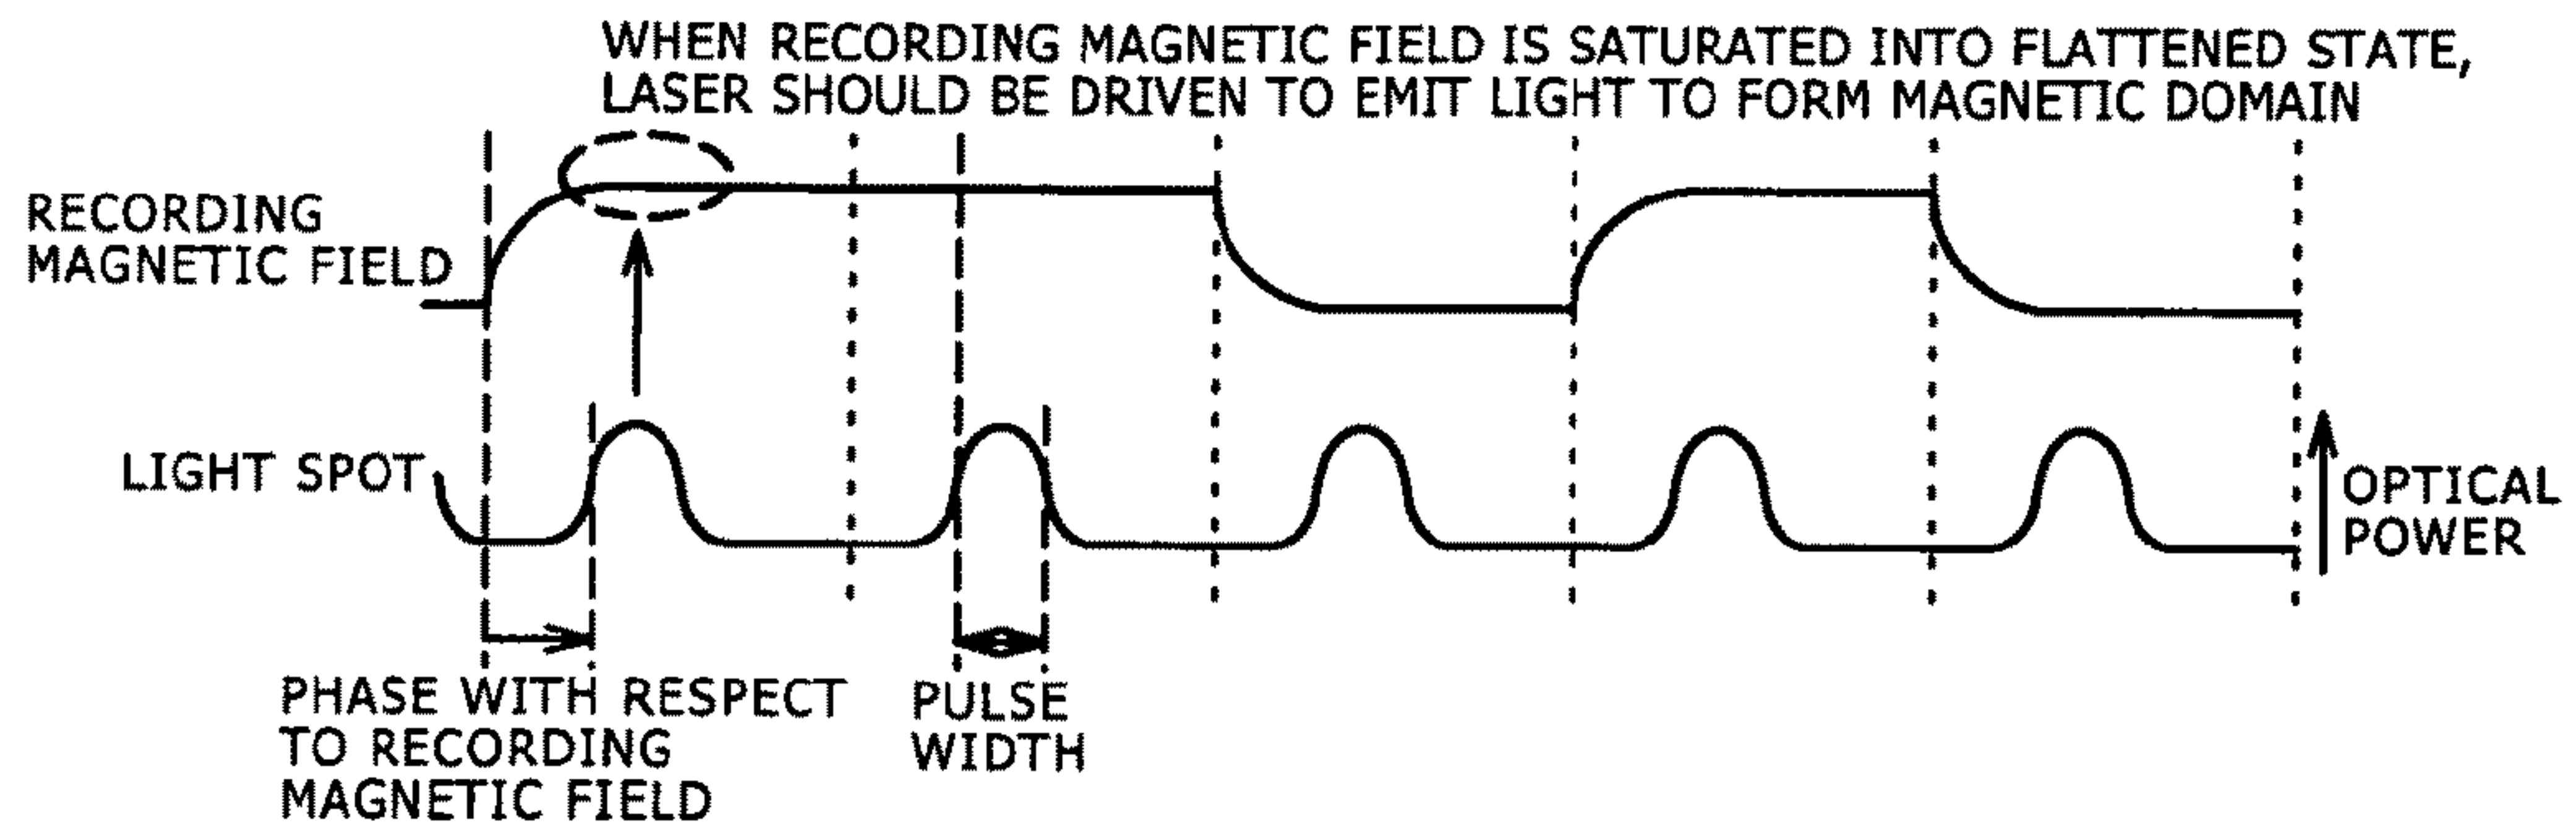 WHEN RECORDING MAGNETIC FIELD IS SATURATED INTO FLATTENED STATE,
LASER SHOULD BE DRIVEN TO EMIT LIGHT TO FORM MAGNETIC DOMAIN
RECORDING
MAGNETIC FIELD
LIGHT SPOT
OPTICAL
POWER
PHASE WITH RESPECT
TO RECORDING
MAGNETIC FIELD
PULSE
WIDTH